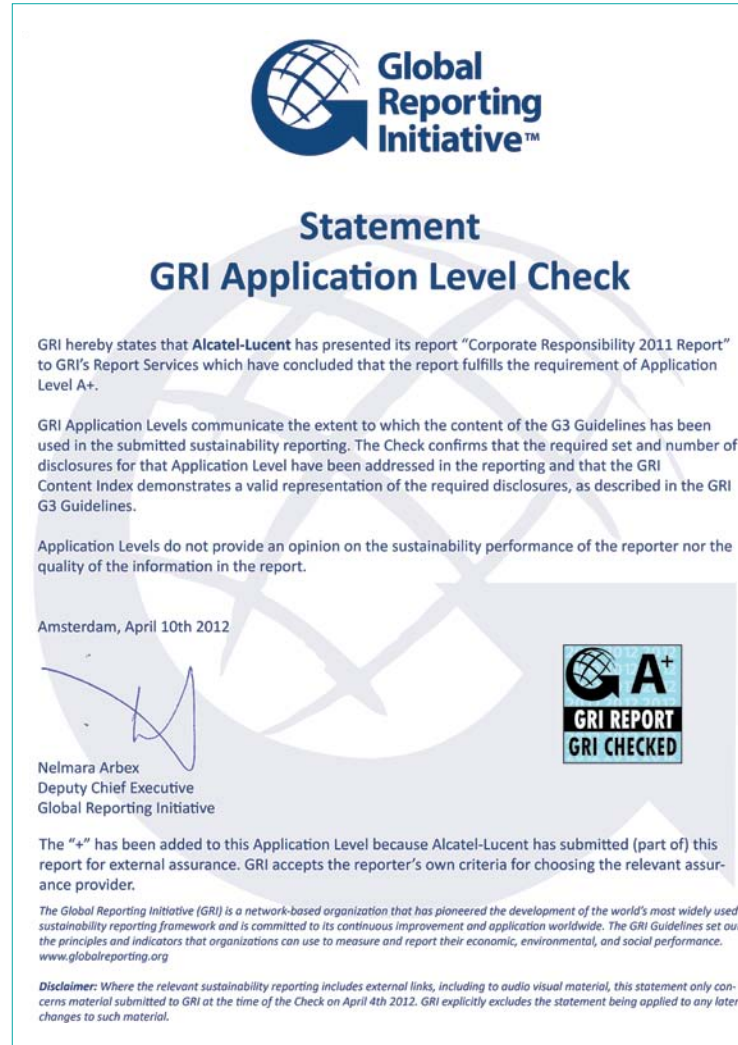 Global
Reporting
Initiative™
Statement
GRI Application Level Check
GRI hereby states that Alcatel-Lucent has presented its report “Corporate Responsibility 2011 Report”
to GRI’s Report Services which have concluded that the report fulfills the requirement of Application
Level A+.
GRI Application Levels communicate the extent to which the content of the G3 Guidelines has been
used in the submitted sustainability reporting. The Check confirms that the required set and number of
disclosures for that Application Level have been addressed in the reporting and that the GRI
Content Index demonstrates a valid representation of the required disclosures, as described in the GRI
G3 Guidelines.
Application Levels do not provide an opinion on the sustainability performance of the reporter nor the
quality of the information in the report.
Amsterdam, April 10th 2012
A+
GRI REPORT
GRI CHECKED
Nelmara Arbex
Deputy Chief Executive
Global Reporting Initiative
The “+” has been added to this Application Level because Alcatel-Lucent has submitted (part of) this
report for external assurance. GRI accepts the reporter’s own criteria for choosing the relevant assur-
ance provider.
The Global Reporting Initiative (GRI) is a network-based organization that has pioneered the development of the world’s most widely used
sustainability reporting framework and is committed to its continuous improvement and application worldwide. The GRI Guidelines set out
the principles and indicators that organizations can use to measure and report their economic, environmental, and social performance.
www.globalreporting.org
Disclaimer: Where the relevant sustainability reporting includes external links, including to audio visual material, this statement only con-
cerns material submitted to GRI at the time of the Check on April 4th 2012. GRI explicitly excludes the statement being applied to any later
changes to such material.